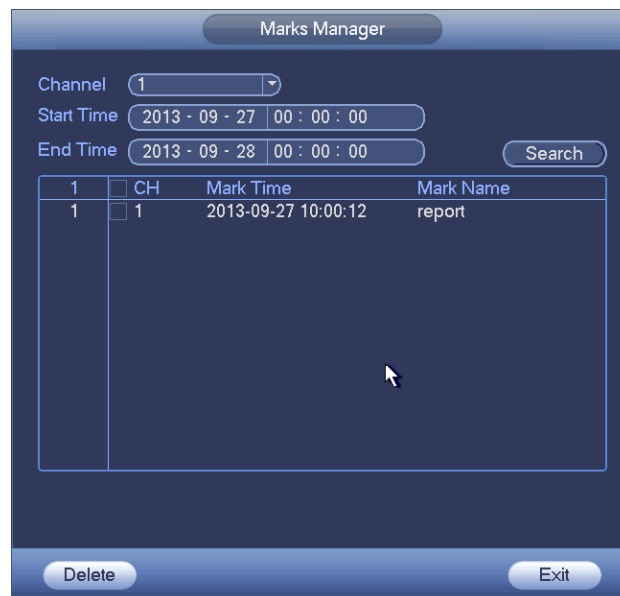 Marks Manager
Channel 1
Start Time 2013 - 09 - 27 00 : 00 : 00
End Time 2013 - 09 - 28 00 : 00 : 00
Search
1 CH Mark Time Mark Name
1 1 2013-09-27 10:00:12 report
Delete Exit